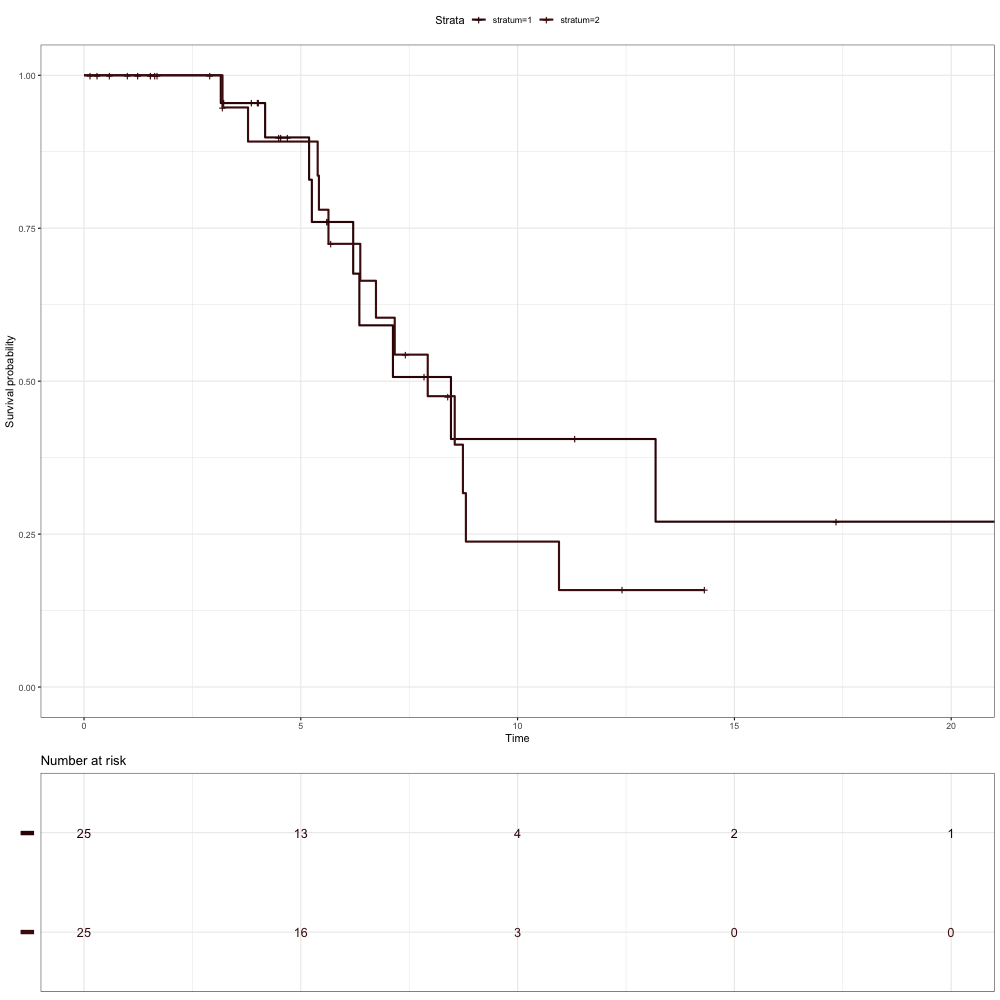 Strata stratum=1 stratum=2
1.00
0.75
0.50
0.25
0.00
Survival probability
0 5 10 15 20
Time
Number at risk
25 13 4 2 1
25 16 3 0 0